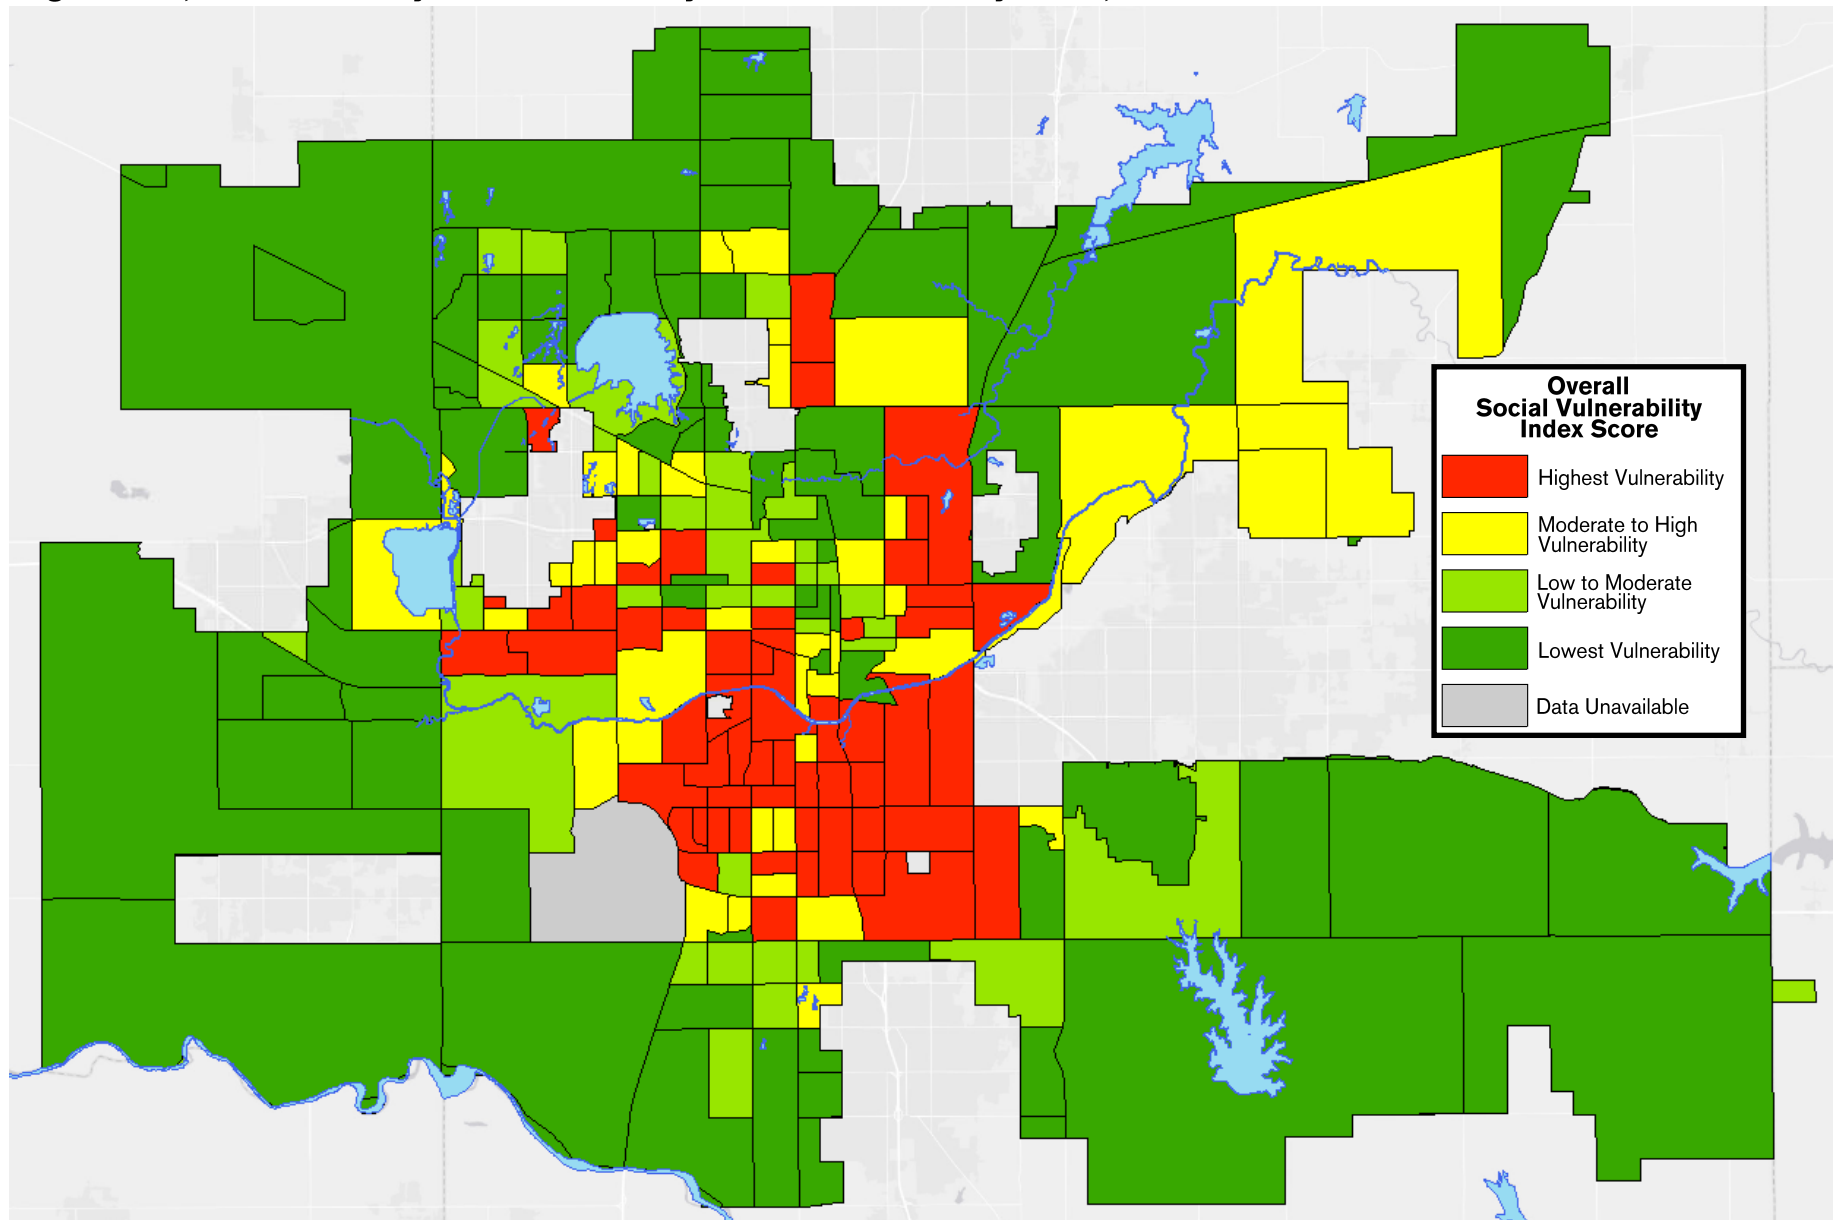 Overall
Social Vulnerability
Index Score
Highest Vulnerability
Moderate to High
Vulnerability
Low to Moderate
Vulnerability
Lowest Vulnerability
Data Unavailable